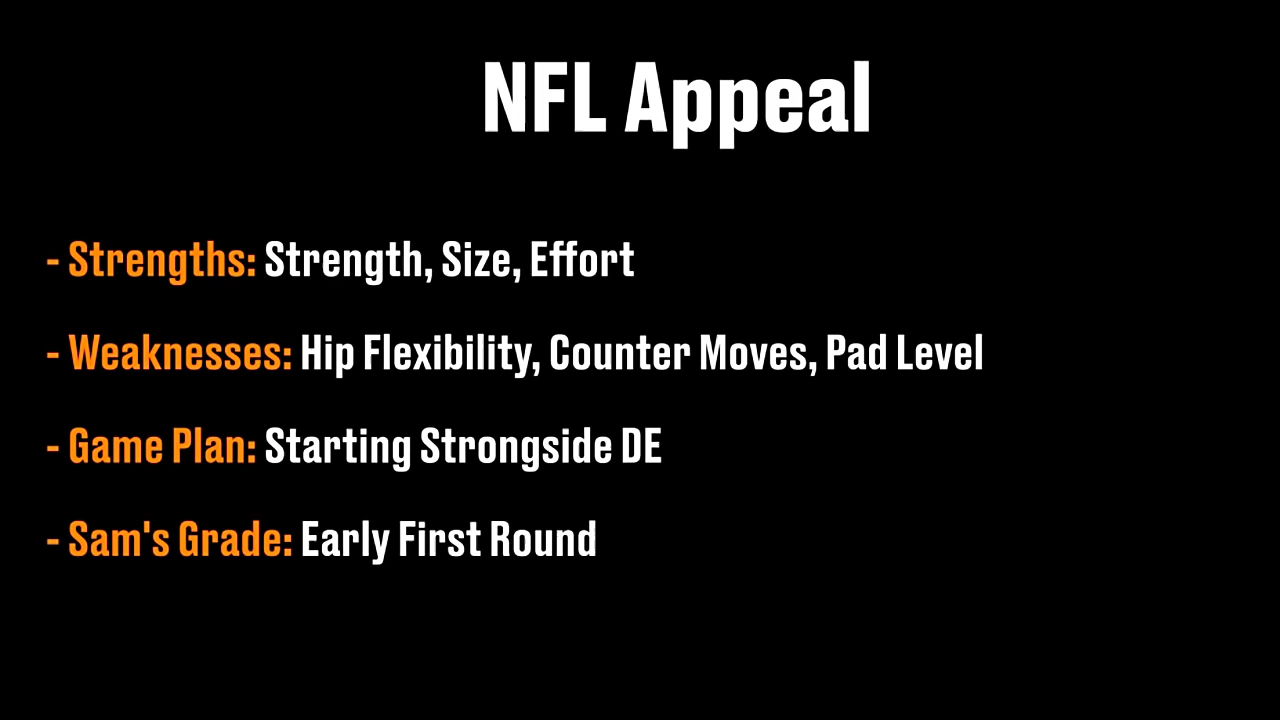 NFL Appeal
- Strengths: Strength, Size, Effort
- Weaknesses: Hip Flexibility, Counter Moves, Pad Level
- Game Plan: Starting Strongside DE
- Sam's Grade: Early First Round